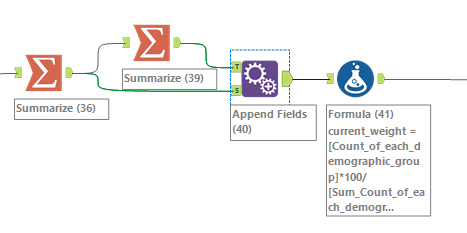 Summarize (39)
T
S
Summarize (36)
Append Fields
(40)
Formula (41)
current_weight =
[Count_of_each_d
emographic_grou
p]*100/
[Sum_Count_of_ea
ch_demogr...